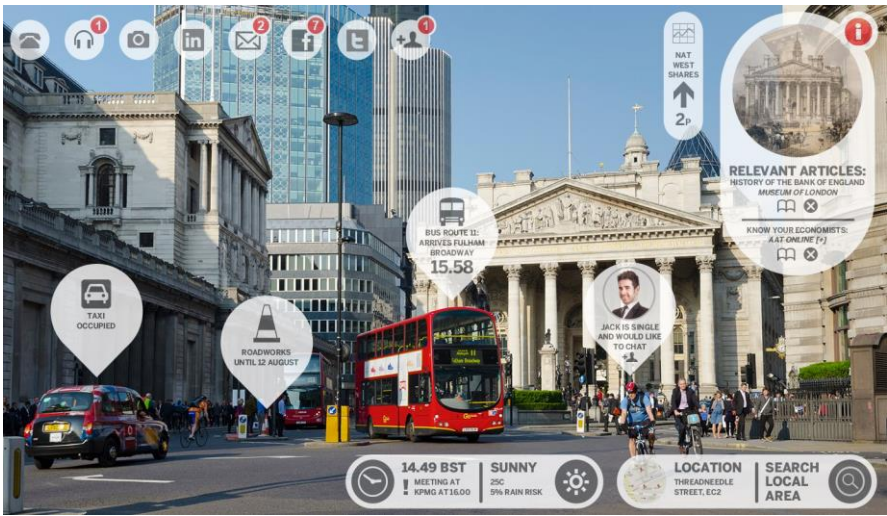 1
2
7
1
NAT
WEST
SHARES
2P
i
RELEVANT ARTICLES:
HISTORY OF THE BANK OF ENGLAND
MUSEUM OF LONDON
KNOW YOUR ECONOMISTS:
AAT ONLINE [+]
BUS ROUTE 11:
ARRIVES FULHAM
BROADWAY
15.58
TAXI
OCCUPIED
ROADWORKS
UNTIL 12 AUGUST
JACK IS SINGLE
AND WOULD LIKE
TO CHAT
14.49 BST
! MEETING AT
KPMG AT 16.00
SUNNY
25C
5% RAIN RISK
LOCATION
THREADNEEDLE
STREET, EC2
SEARCH
LOCAL
AREA